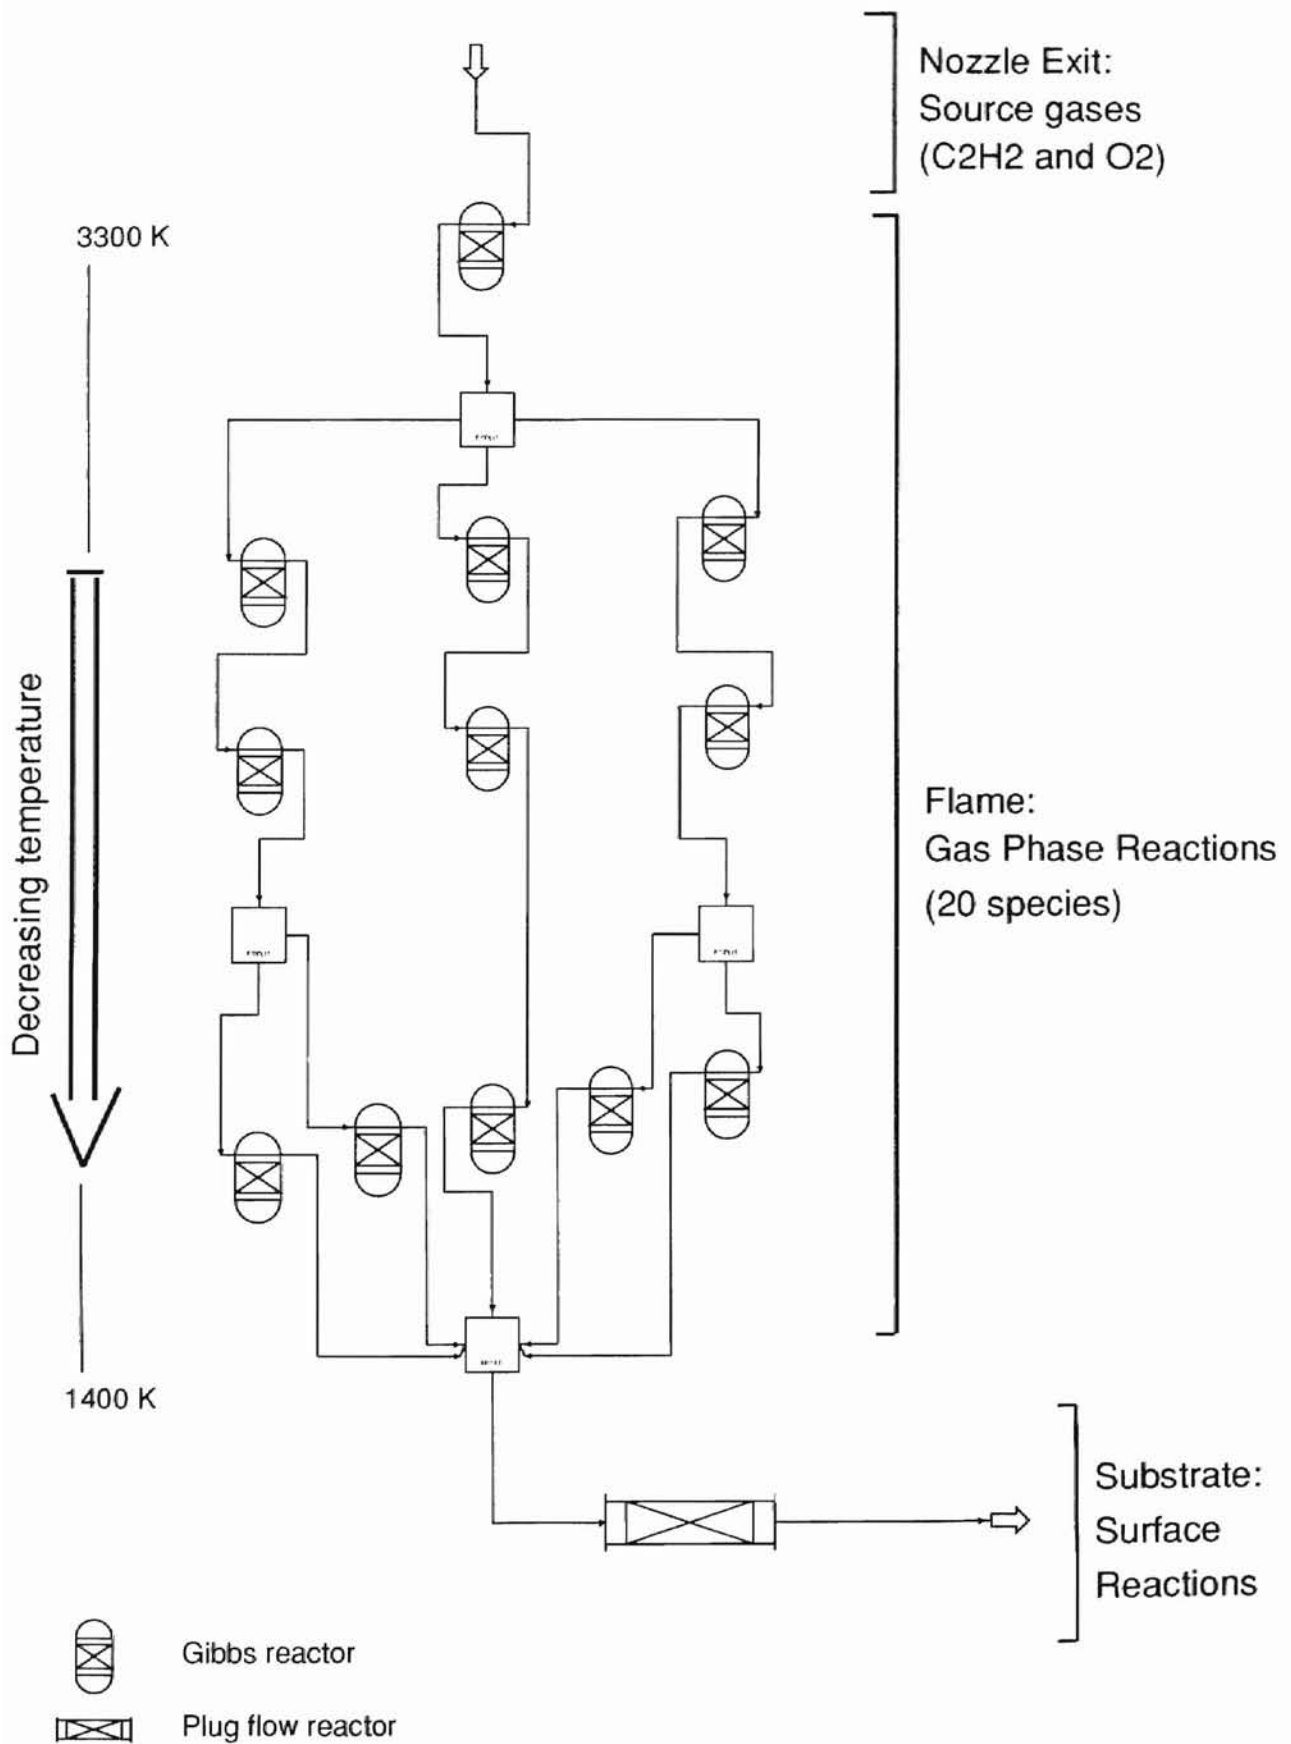 Nozzle Exit:
Source gases
(C2H2 and O2)
3300 K
Decreasing temperature
Flame:
Gas Phase Reactions
(20 species)
1400 K
Substrate:
Surface
Reactions
Gibbs reactor
Plug flow reactor